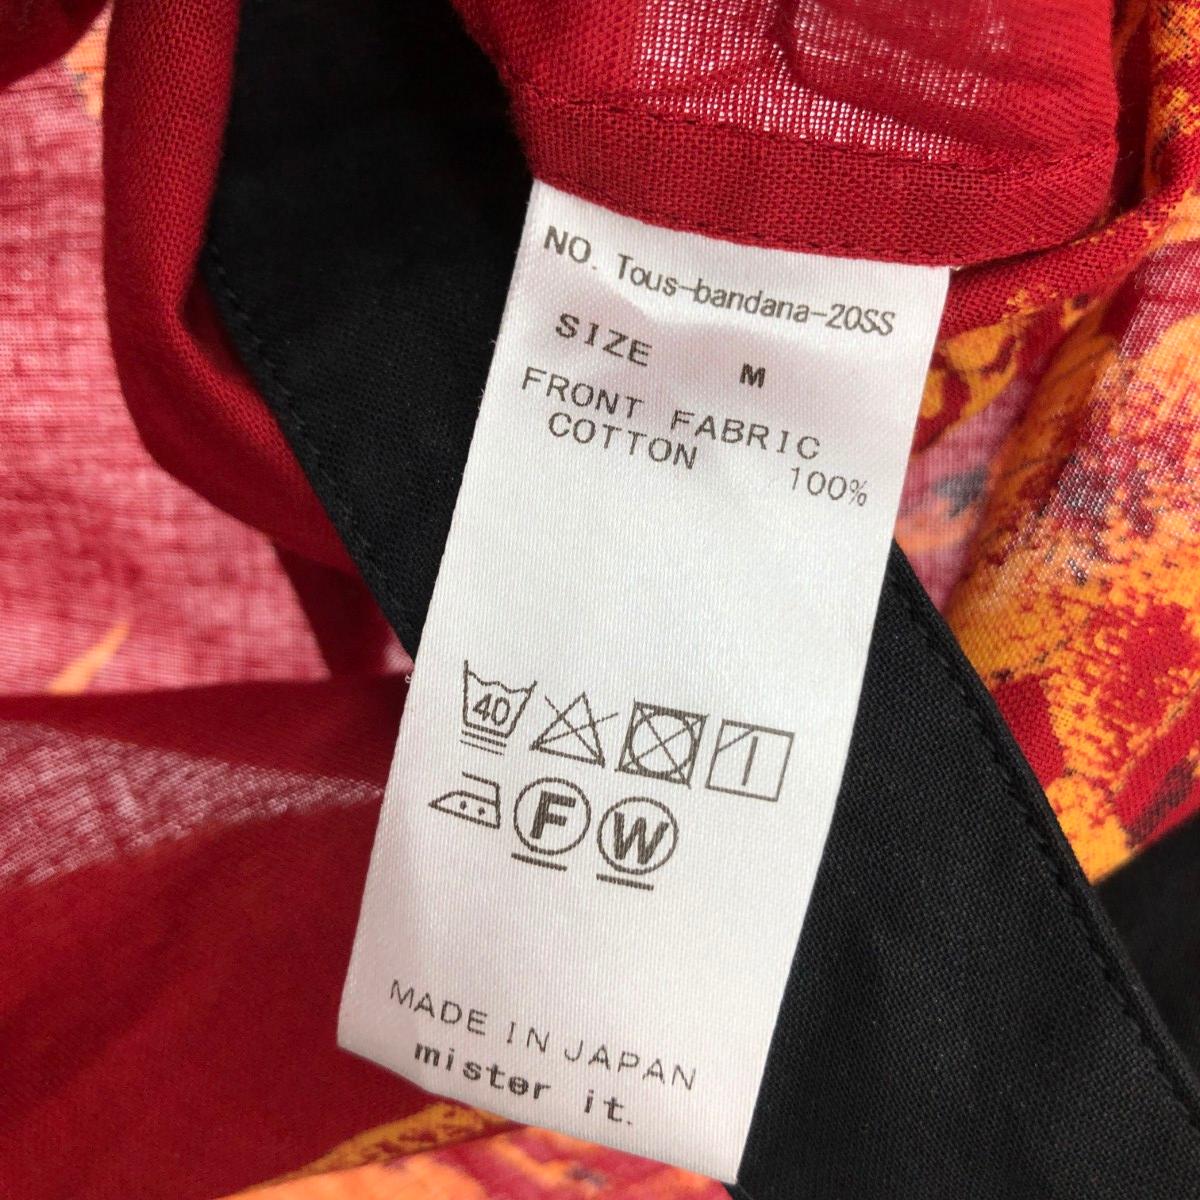 NO. Tous-bandana-20SS
SIZE M
FRONT FABRIC
COTTON 100%
40
F W
MADE IN JAPAN
mister it.